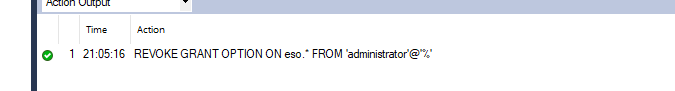 Action Output
Time Action
1 21:05:16 REVOKE GRANT OPTION ON eso.* FROM 'administrator'@'%'